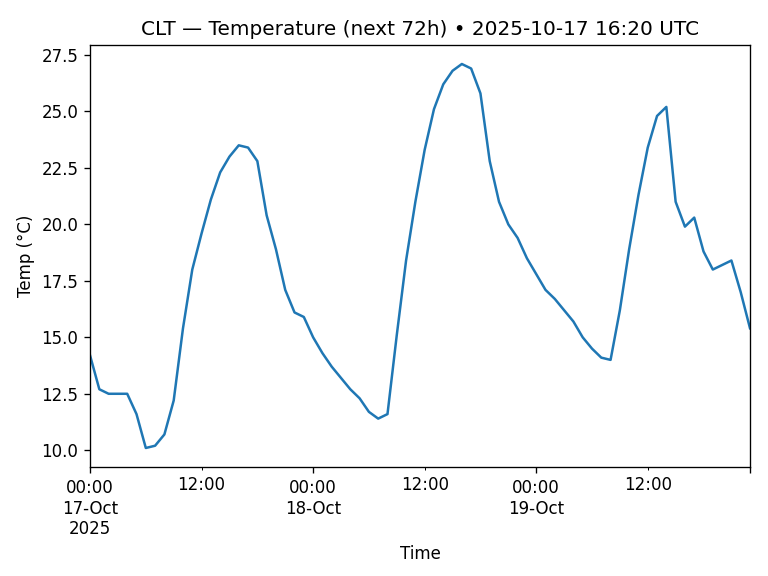 CLT — Temperature (next 72h) • 2025-10-17 16:20 UTC
Temp (°C)
27.5
25.0
22.5
20.0
17.5
15.0
12.5
10.0
00:00 12:00 00:00 12:00 00:00 12:00
17-Oct 18-Oct 19-Oct
2025
Time